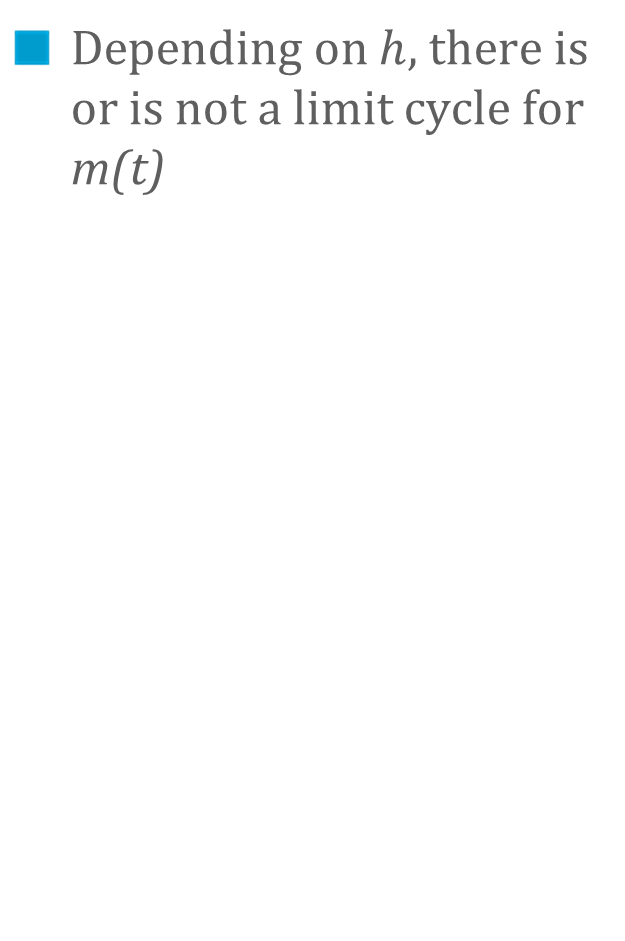 Depending on h, there is
or is not a limit cycle for
m(t)